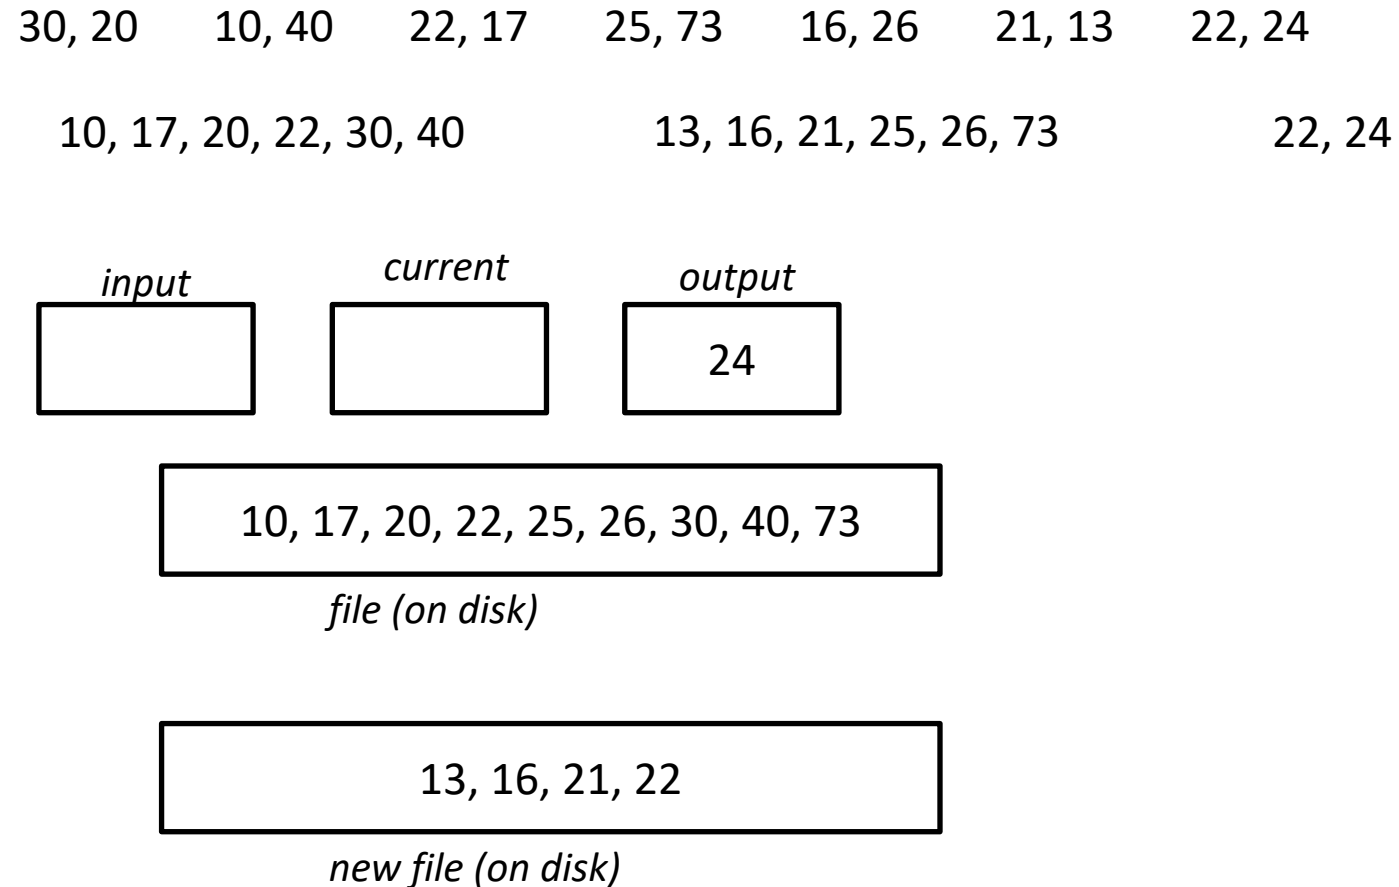 30, 20 10, 40 22, 17 25, 73 16, 26 21, 13 22, 24
10, 17, 20, 22, 30, 40 13, 16, 21, 25, 26, 73 22, 24
input current output
24
10, 17, 20, 22, 25, 26, 30, 40, 73
file (on disk)
13, 16, 21, 22
new file (on disk)